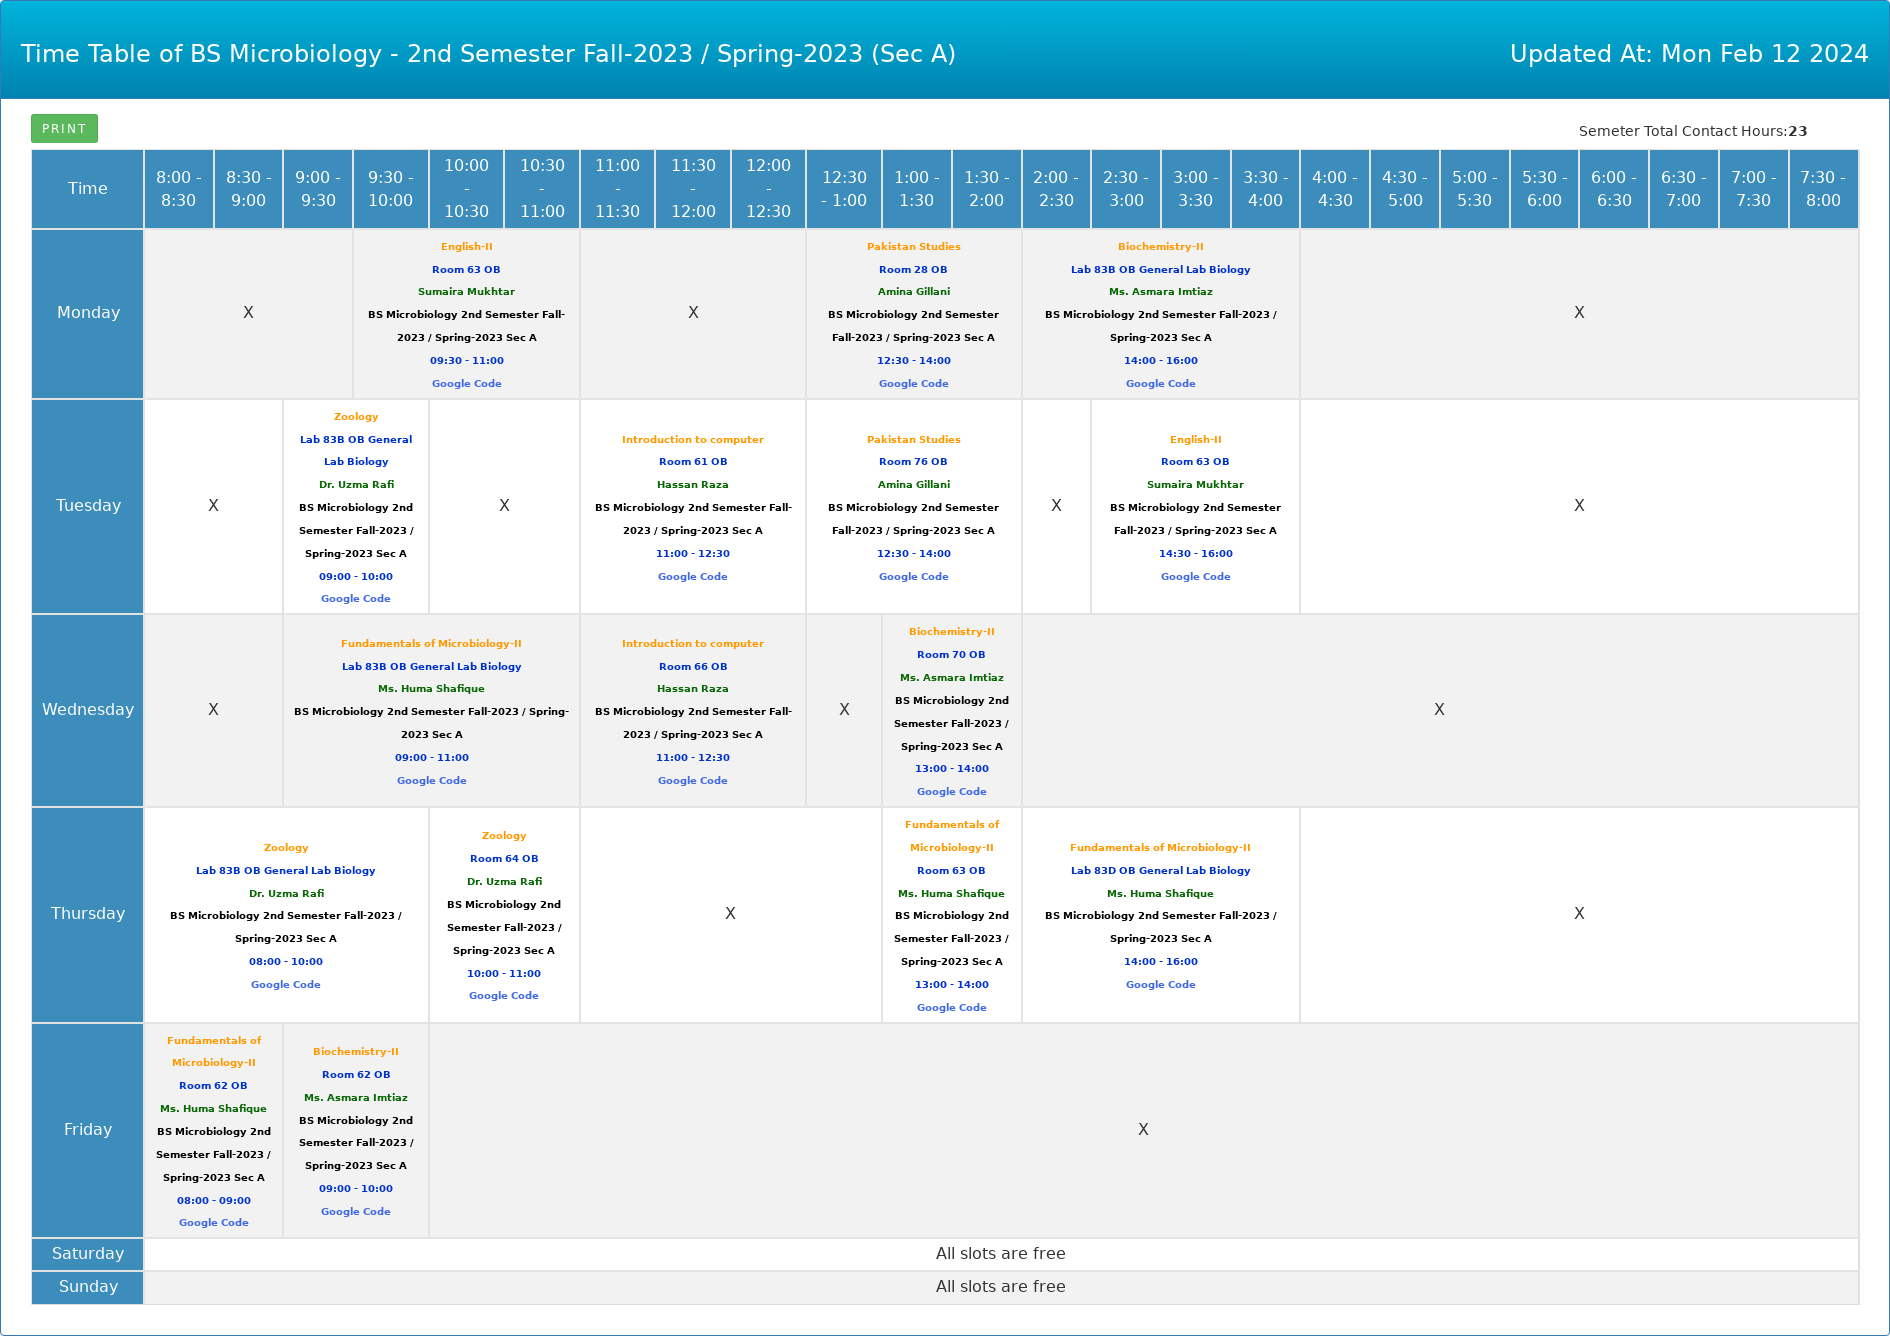 Time Table of BS Microbiology - 2nd Semester Fall-2023 / Spring-2023 (Sec A)
Updated At: Mon Feb 12 2024
PRINT
Semeter Total Contact Hours:23
Time
8:00 -
8:30
8:30 -
9:00
9:00 -
9:30
9:30 -
10:00
10:00
-
10:30
10:30
-
11:00
11:00
-
11:30
11:30
-
12:00
12:00
-
12:30
12:30
- 1:00
1:00 -
1:30
1:30 -
2:00
2:00 -
2:30
2:30 -
3:00
3:00 -
3:30
3:30 -
4:00
4:00 -
4:30
4:30 -
5:00
5:00 -
5:30
5:30 -
6:00
6:00 -
6:30
6:30 -
7:00
7:00 -
7:30
7:30 -
8:00
Monday
X
English-II
Room 63 OB
Sumaira Mukhtar
BS Microbiology 2nd Semester Fall-
2023 / Spring-2023 Sec A
09:30 - 11:00
Google Code
X
Pakistan Studies
Room 28 OB
Amina Gillani
BS Microbiology 2nd Semester
Fall-2023 / Spring-2023 Sec A
12:30 - 14:00
Google Code
Biochemistry-II
Lab 83B OB General Lab Biology
Ms. Asmara Imtiaz
BS Microbiology 2nd Semester Fall-2023 /
Spring-2023 Sec A
14:00 - 16:00
Google Code
X
Tuesday
X
Zoology
Lab 83B OB General
Lab Biology
Dr. Uzma Rafi
BS Microbiology 2nd
Semester Fall-2023 /
Spring-2023 Sec A
09:00 - 10:00
Google Code
X
Introduction to computer
Room 61 OB
Hassan Raza
BS Microbiology 2nd Semester Fall-
2023 / Spring-2023 Sec A
11:00 - 12:30
Google Code
Pakistan Studies
Room 76 OB
Amina Gillani
BS Microbiology 2nd Semester
Fall-2023 / Spring-2023 Sec A
12:30 - 14:00
Google Code
X
English-II
Room 63 OB
Sumaira Mukhtar
BS Microbiology 2nd Semester
Fall-2023 / Spring-2023 Sec A
14:30 - 16:00
Google Code
X
Wednesday
X
Fundamentals of Microbiology-II
Lab 83B OB General Lab Biology
Ms. Huma Shafique
BS Microbiology 2nd Semester Fall-2023 / Spring-
2023 Sec A
09:00 - 11:00
Google Code
Introduction to computer
Room 66 OB
Hassan Raza
BS Microbiology 2nd Semester Fall-
2023 / Spring-2023 Sec A
11:00 - 12:30
Google Code
X
Biochemistry-II
Room 70 OB
Ms. Asmara Imtiaz
BS Microbiology 2nd
Semester Fall-2023 /
Spring-2023 Sec A
13:00 - 14:00
Google Code
X
Thursday
Zoology
Lab 83B OB General Lab Biology
Dr. Uzma Rafi
BS Microbiology 2nd Semester Fall-2023 /
Spring-2023 Sec A
08:00 - 10:00
Google Code
Zoology
Room 64 OB
Dr. Uzma Rafi
BS Microbiology 2nd
Semester Fall-2023 /
Spring-2023 Sec A
10:00 - 11:00
Google Code
X
Fundamentals of
Microbiology-II
Room 63 OB
Ms. Huma Shafique
BS Microbiology 2nd
Semester Fall-2023 /
Spring-2023 Sec A
13:00 - 14:00
Google Code
Fundamentals of Microbiology-II
Lab 83D OB General Lab Biology
Ms. Huma Shafique
BS Microbiology 2nd Semester Fall-2023 /
Spring-2023 Sec A
14:00 - 16:00
Google Code
X
Friday
Fundamentals of
Microbiology-II
Room 62 OB
Ms. Huma Shafique
BS Microbiology 2nd
Semester Fall-2023 /
Spring-2023 Sec A
08:00 - 09:00
Google Code
Biochemistry-II
Room 62 OB
Ms. Asmara Imtiaz
BS Microbiology 2nd
Semester Fall-2023 /
Spring-2023 Sec A
09:00 - 10:00
Google Code
X
Saturday
All slots are free
Sunday
All slots are free